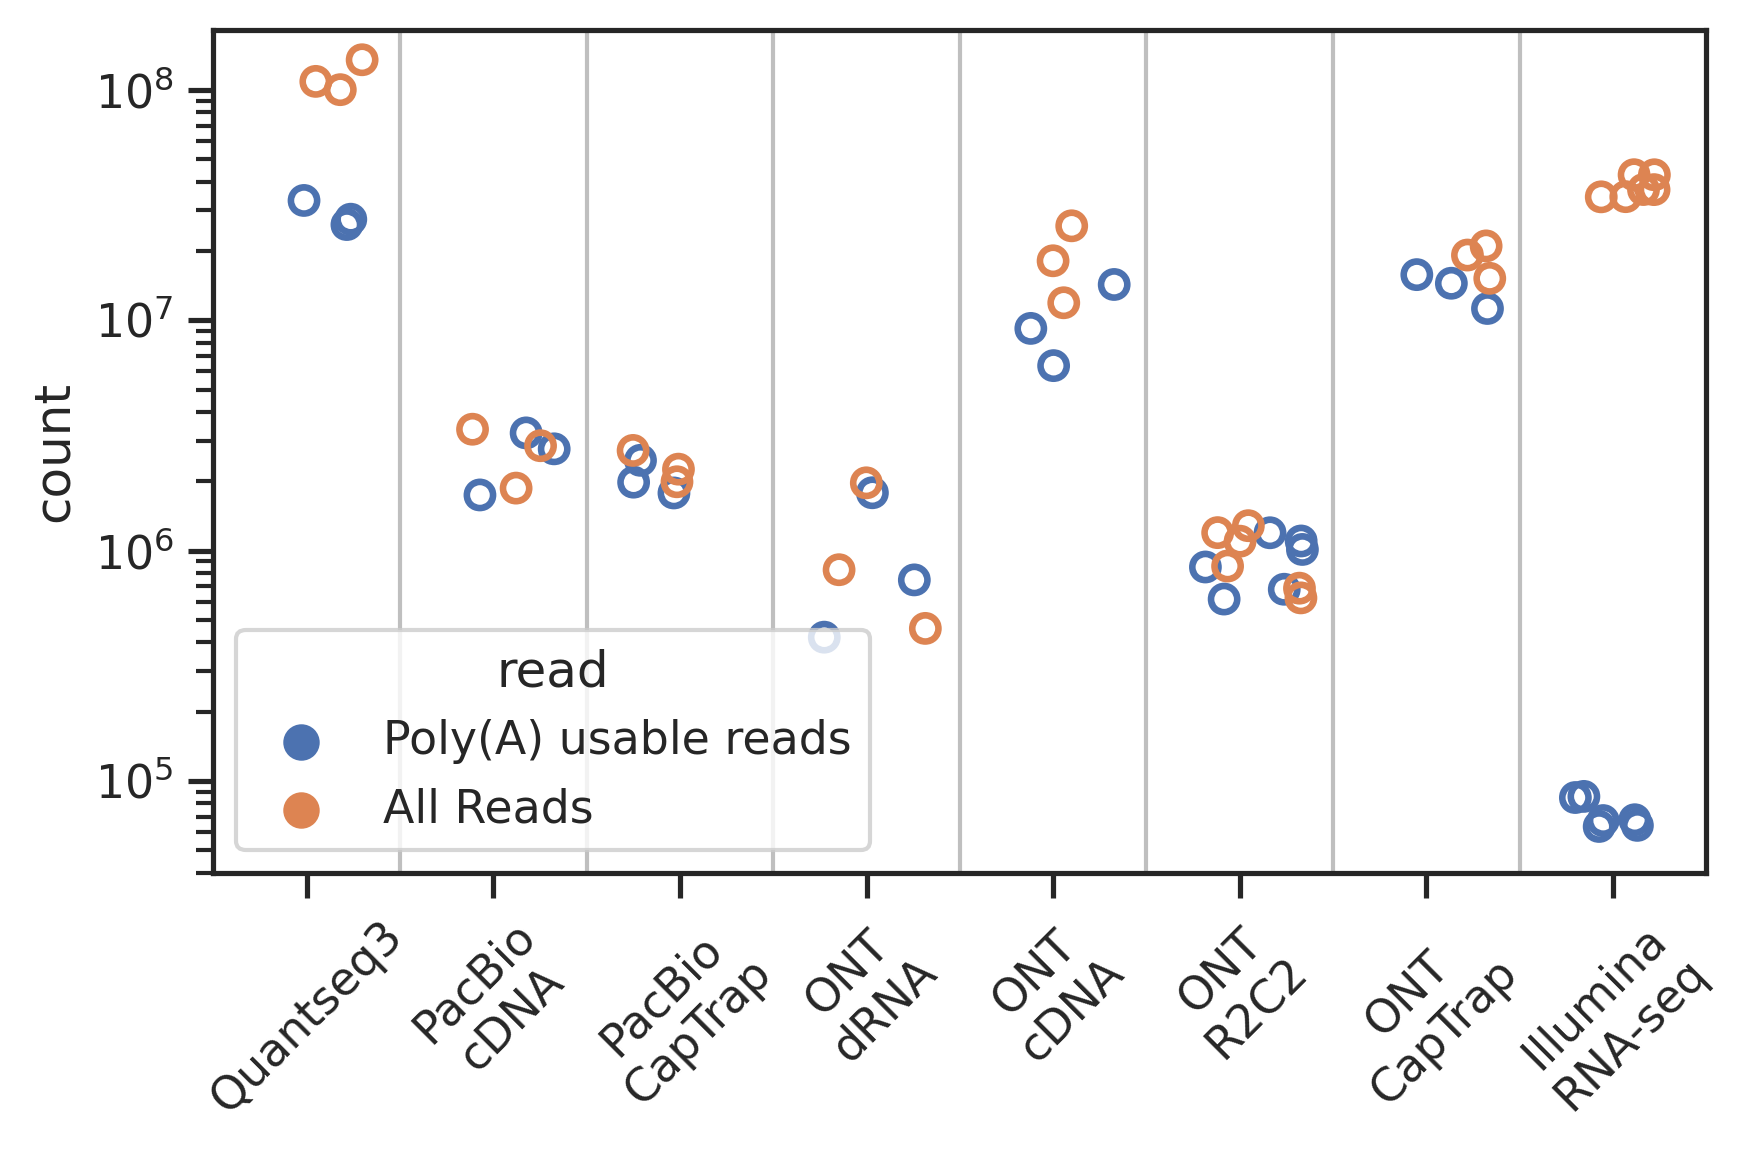 10^8
10^7
10^6
10^5
count
read
Poly(A) usable reads
All Reads
Quantseq3
PacBio
cDNA
PacBio
CapTrap
ONT
dRNA
ONT
cDNA
ONT
R2C2
ONT
CapTrap
Illumina
RNA-seq